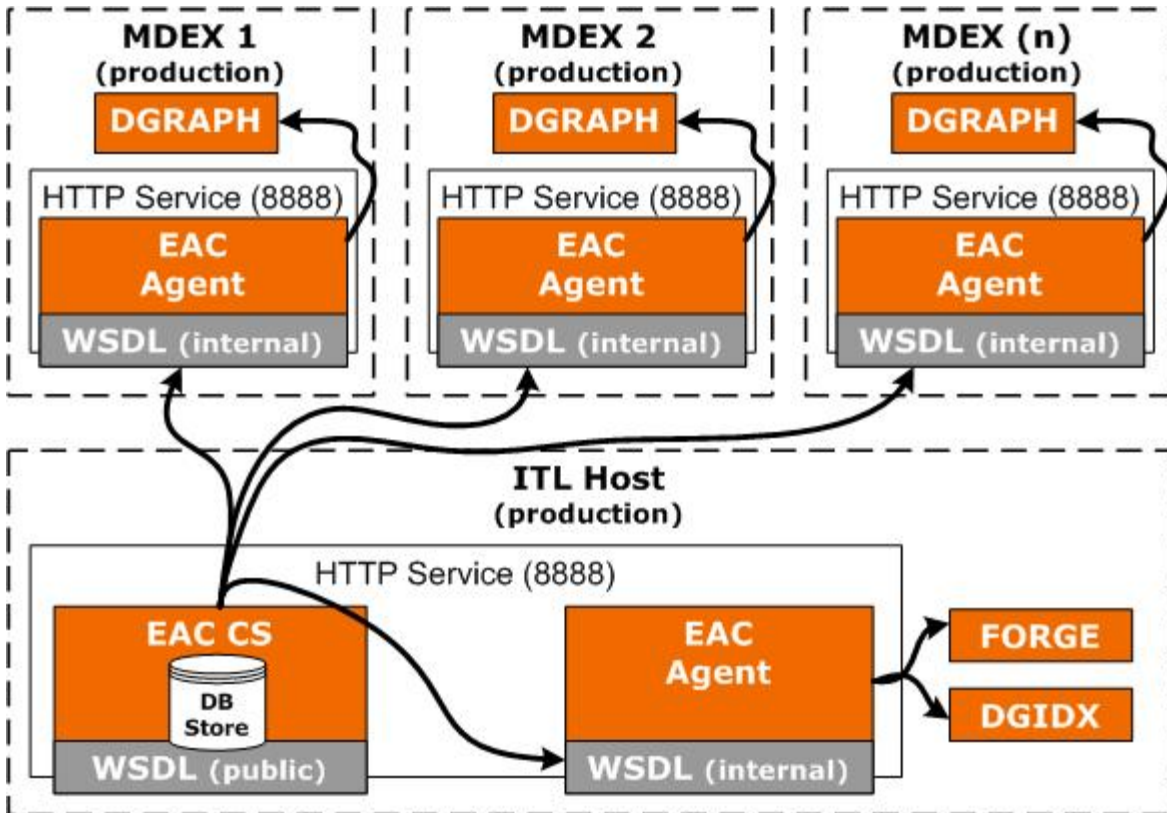 MDEX 1
(production)
DGRAPH
HTTP Service (8888)
EAC
Agent
WSDL (internal)
MDEX 2
(production)
DGRAPH
HTTP Service (8888)
EAC
Agent
WSDL (internal)
MDEX (n)
(production)
DGRAPH
HTTP Service (8888)
EAC
Agent
WSDL (internal)
ITL Host
(production)
HTTP Service (8888)
EAC CS
DB
Store
WSDL (public)
EAC
Agent
WSDL (internal)
FORGE
DGIDX